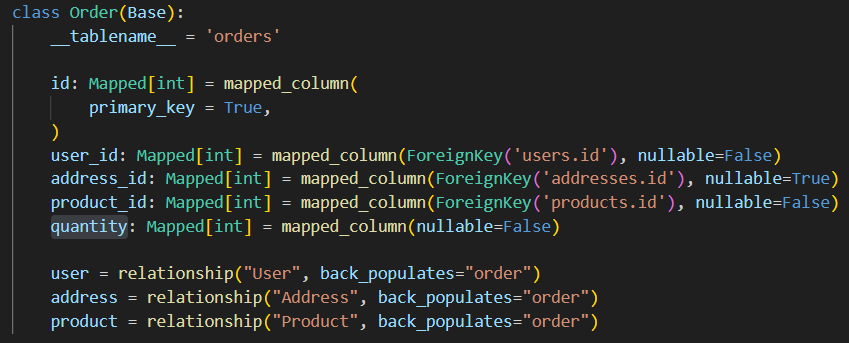 class Order(Base):
    __tablename__ = 'orders'
    id: Mapped[int] = mapped_column(
        primary_key = True,
    )
    user_id: Mapped[int] = mapped_column(ForeignKey('users.id'), nullable=False)
    address_id: Mapped[int] = mapped_column(ForeignKey('addresses.id'), nullable=True)
    product_id: Mapped[int] = mapped_column(ForeignKey('products.id'), nullable=False)
    quantity: Mapped[int] = mapped_column(nullable=False)
    user = relationship("User", back_populates="order")
    address = relationship("Address", back_populates="order")
    product = relationship("Product", back_populates="order")